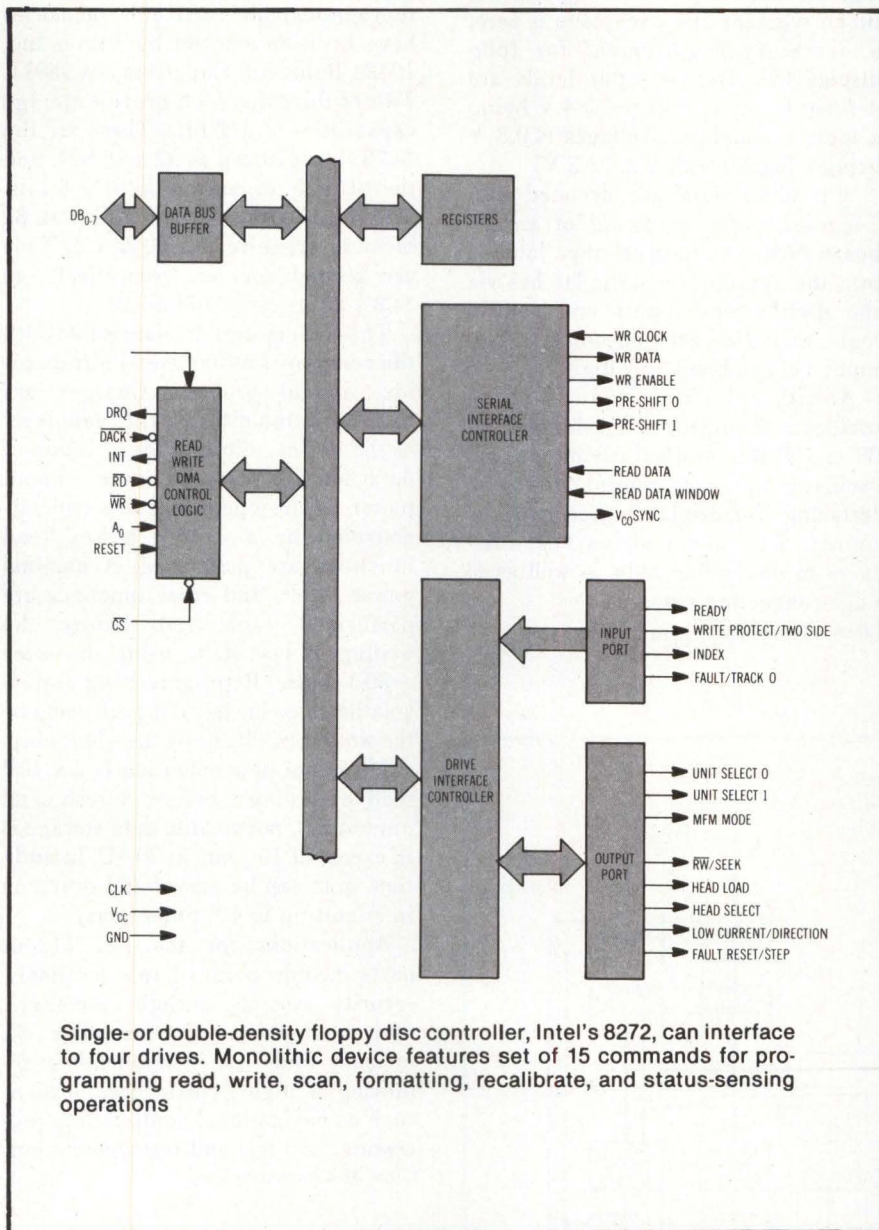 DB0-7
DATA BUS
BUFFER
REGISTERS
DRQ
DACK
INT
RD
WR
A0
RESET
CS
READ
WRITE
DMA
CONTROL
LOGIC
SERIAL
INTERFACE
CONTROLLER
WR CLOCK
WR DATA
WR ENABLE
PRE-SHIFT 0
PRE-SHIFT 1
READ DATA
READ DATA WINDOW
VCO SYNC
DRIVE
INTERFACE
CONTROLLER
INPUT
PORT
READY
WRITE PROTECT/TWO SIDE
INDEX
FAULT/TRACK 0
OUTPUT
PORT
UNIT SELECT 0
UNIT SELECT 1
MFM MODE
RW/SEEK
HEAD LOAD
HEAD SELECT
LOW CURRENT/DIRECTION
FAULT RESET/STEP
CLK
VCC
GND
Single- or double-density floppy disc controller, Intel's 8272, can interface
to four drives. Monolithic device features set of 15 commands for pro-
gramming read, write, scan, formatting, recalibrate, and status-sensing
operations